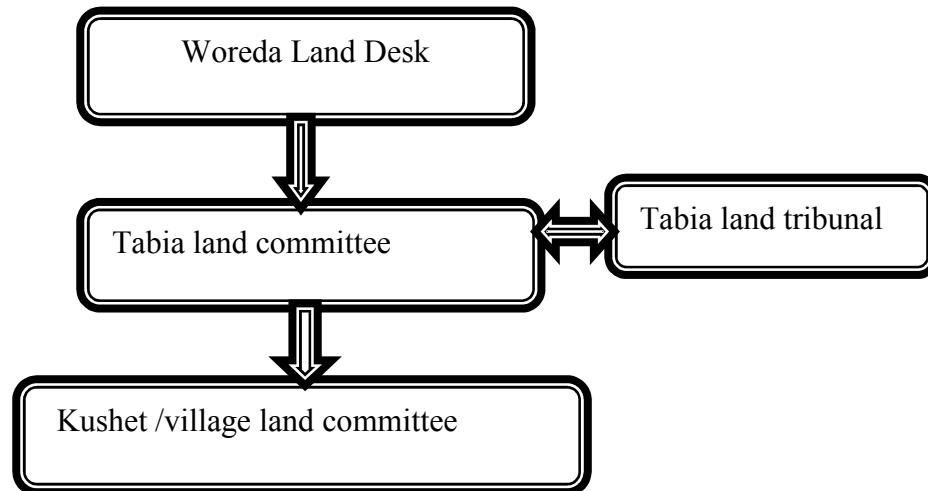 Woreda Land Desk
Tabia land committee
Tabia land tribunal
Kushet /village land committee